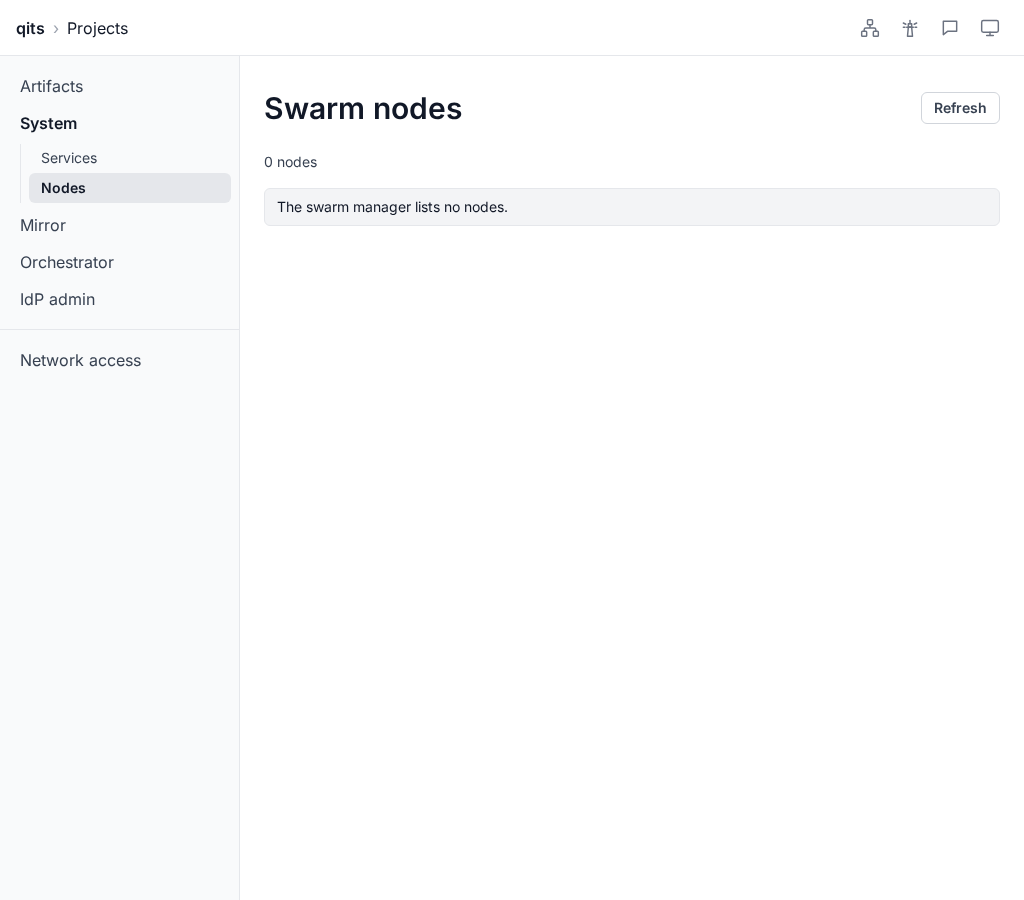 qits › Projects
Artifacts
System
Services
Nodes
Mirror
Orchestrator
IdP admin
Network access
Swarm nodes
Refresh
0 nodes
The swarm manager lists no nodes.